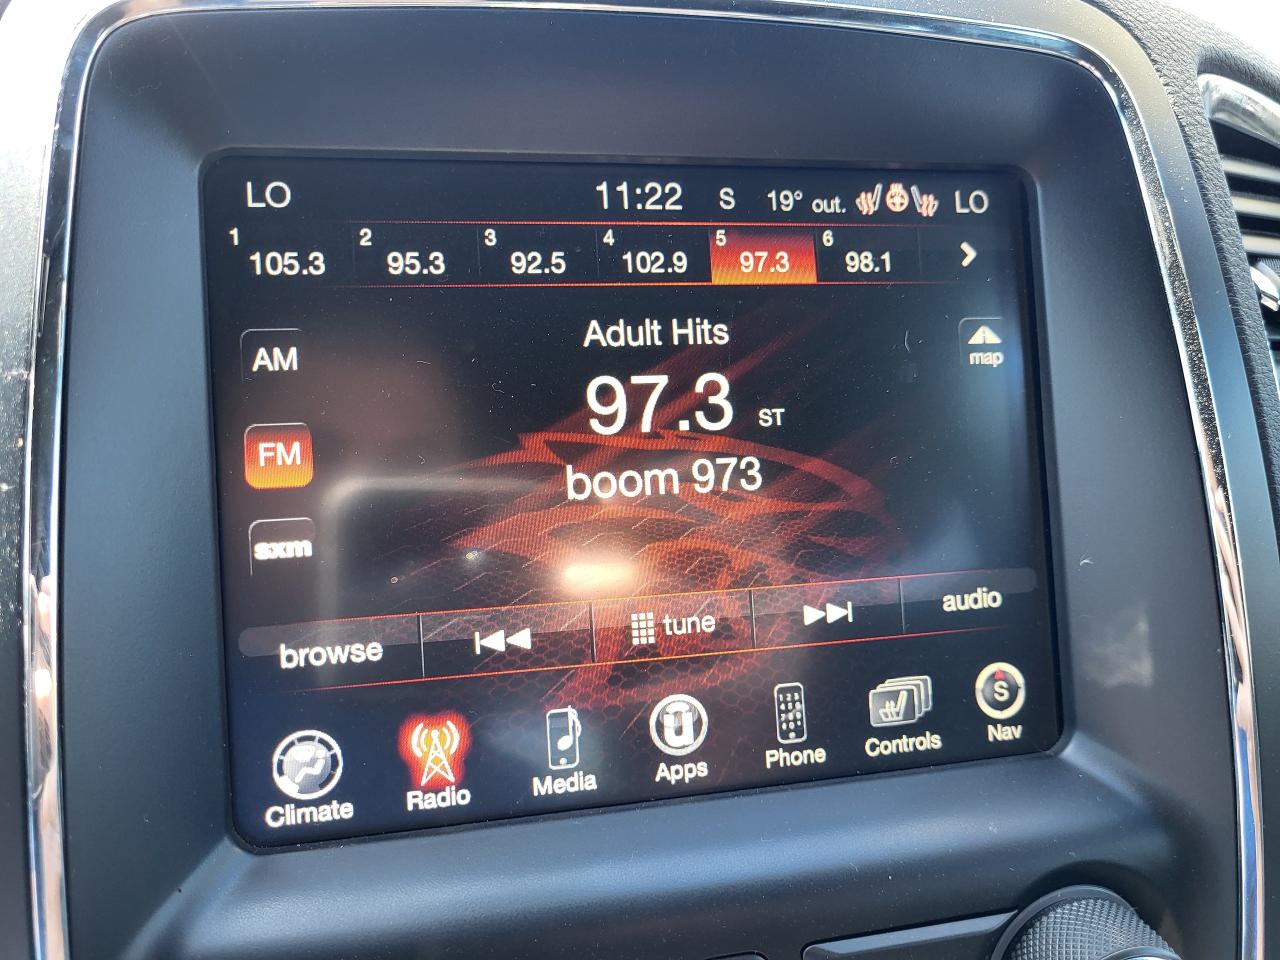 LO 11:22 S 19° out. LO
1 2 3 4 5 6
105.3 95.3 92.5 102.9 97.3 98.1
Adult Hits
AM
map
97.3 ST
FM
boom 973
sxm
browse tune audio
Climate Radio Media Apps Phone Controls Nav
S